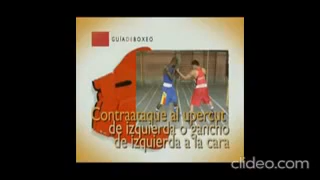 GUÍA DE BOXEO
Contraataque al upercut
de izquierda o gancho
de izquierda a la cara
clideo.com